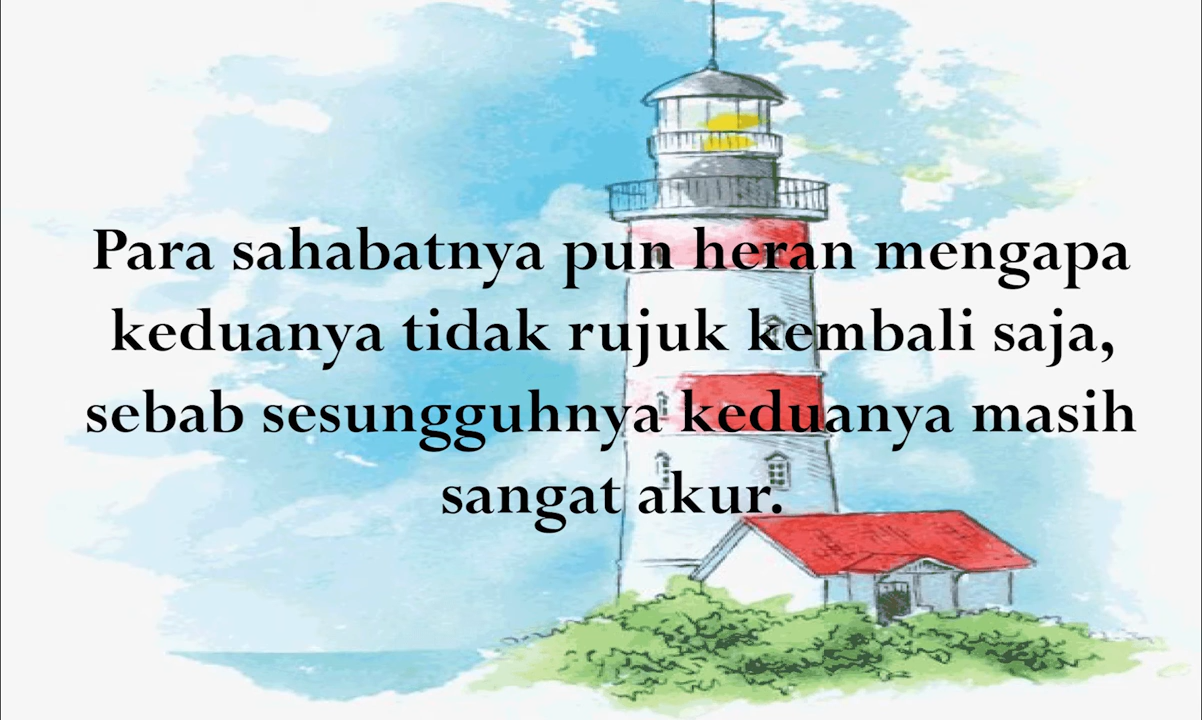 Para sahabatnya pun heran mengapa
keduanya tidak rujuk kembali saja,
sebab sesungguhnya keduanya masih
sangat akur.